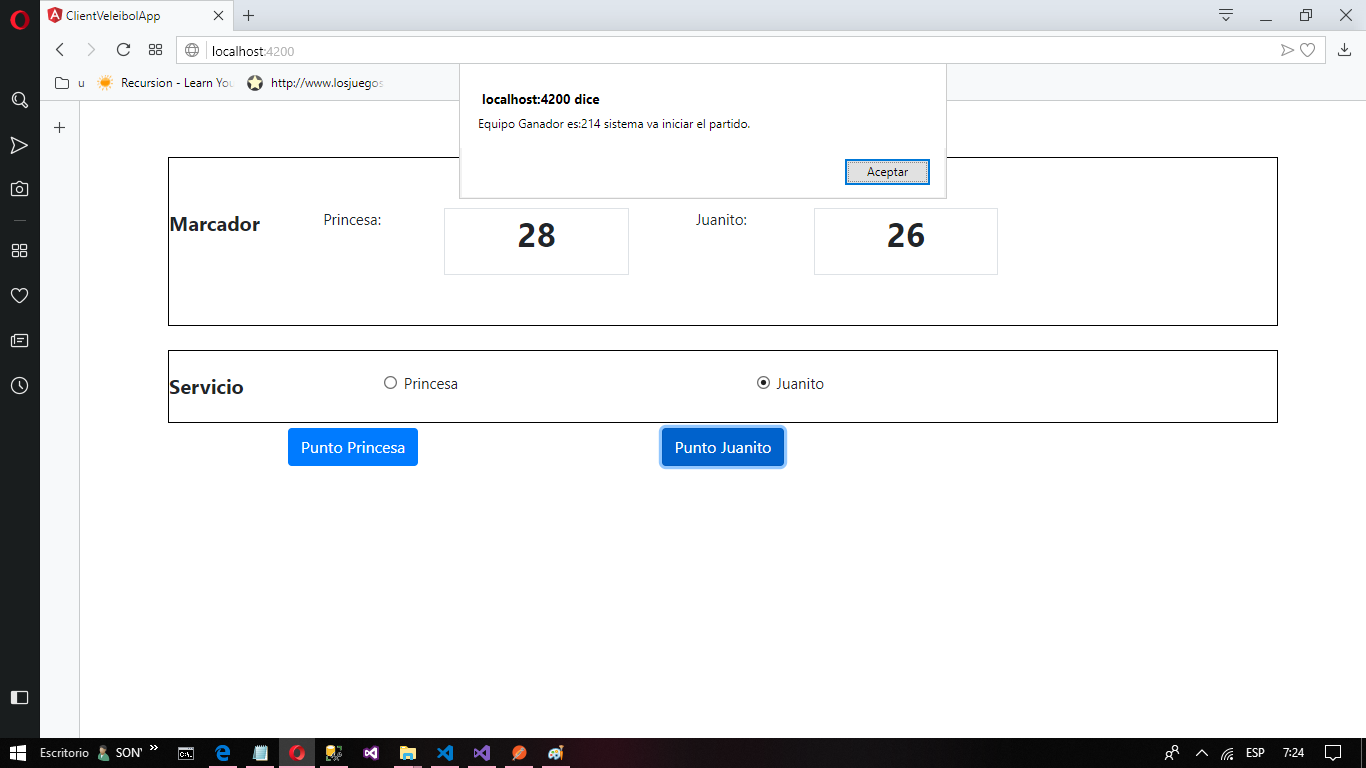 ClientVeleibolApp
localhost:4200
u
Recursion - Learn You
http://www.losjuegos
localhost:4200 dice
Equipo Ganador es:214 sistema va iniciar el partido.
Aceptar
Marcador
Princesa:
28
Juanito:
26
Servicio
Princesa
Juanito
Punto Princesa
Punto Juanito
Escritorio
SON'
»
ESP
7:24